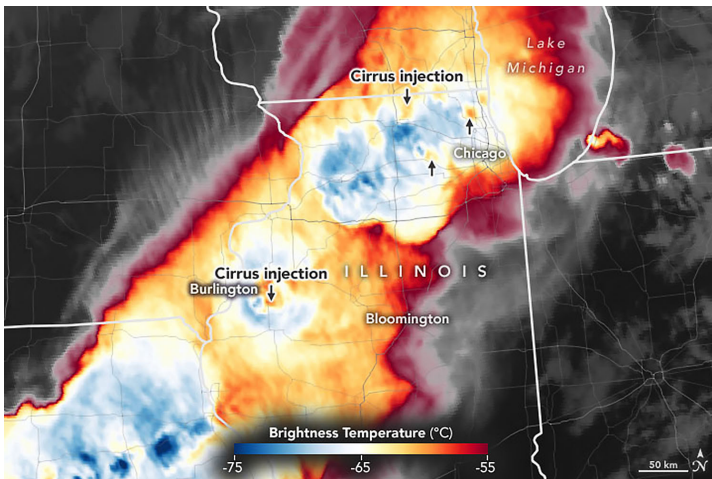 Lake
Michigan
Cirrus injection
Chicago
Cirrus injection
ILLINOIS
Burlington
Bloomington
Brightness Temperature (°C)
-75 -65 -55
50 km
N